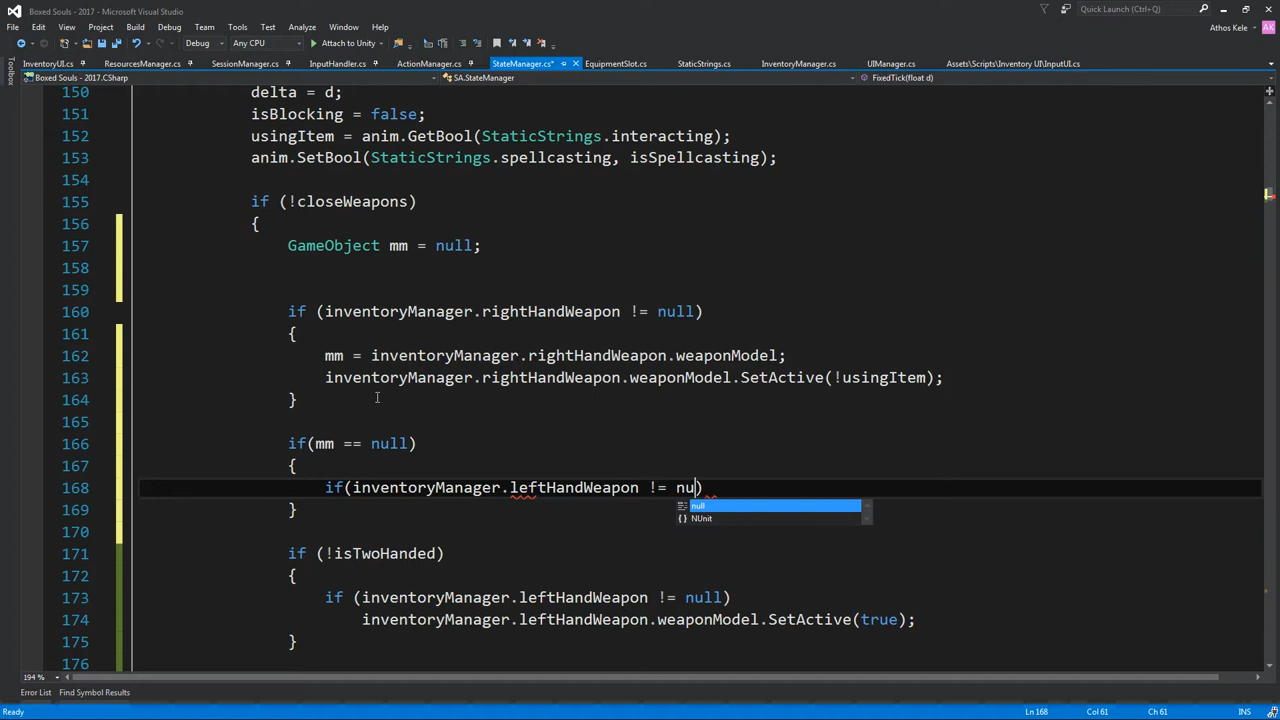 Boxed Souls - 2017 - Microsoft Visual Studio
Quick Launch (Ctrl+Q)
File Edit View Project Build Debug Team Tools Test Analyze Window Help
Athos Kele AK
Debug Any CPU Attach to Unity
InventoryUI.cs ResourcesManager.cs SessionManager.cs InputHandler.cs ActionManager.cs StateManager.cs* EquipmentSlot.cs StaticStrings.cs InventoryManager.cs UIManager.cs Assets\Scripts\Inventory UI\InputUI.cs
Toolbox
Boxed Souls - 2017.CSharp SA.StateManager FixedTick(float d)
150 delta = d;
151 isBlocking = false;
152 usingItem = anim.GetBool(StaticStrings.interacting);
153 anim.SetBool(StaticStrings.spellcasting, isSpellcasting);
154
155 if (!closeWeapons)
156 {
157 GameObject mm = null;
158
159
160 if (inventoryManager.rightHandWeapon != null)
161 {
162 mm = inventoryManager.rightHandWeapon.weaponModel;
163 inventoryManager.rightHandWeapon.weaponModel.SetActive(!usingItem);
164 }
165
166 if(mm == null)
167 {
168 if(inventoryManager.leftHandWeapon != nu)
null
169 }
{ } NUnit
170
171 if (!isTwoHanded)
172 {
173 if (inventoryManager.leftHandWeapon != null)
174 inventoryManager.leftHandWeapon.weaponModel.SetActive(true);
175 }
176
194 %
Error List Find Symbol Results
Ready Ln 168 Col 61 Ch 61 INS